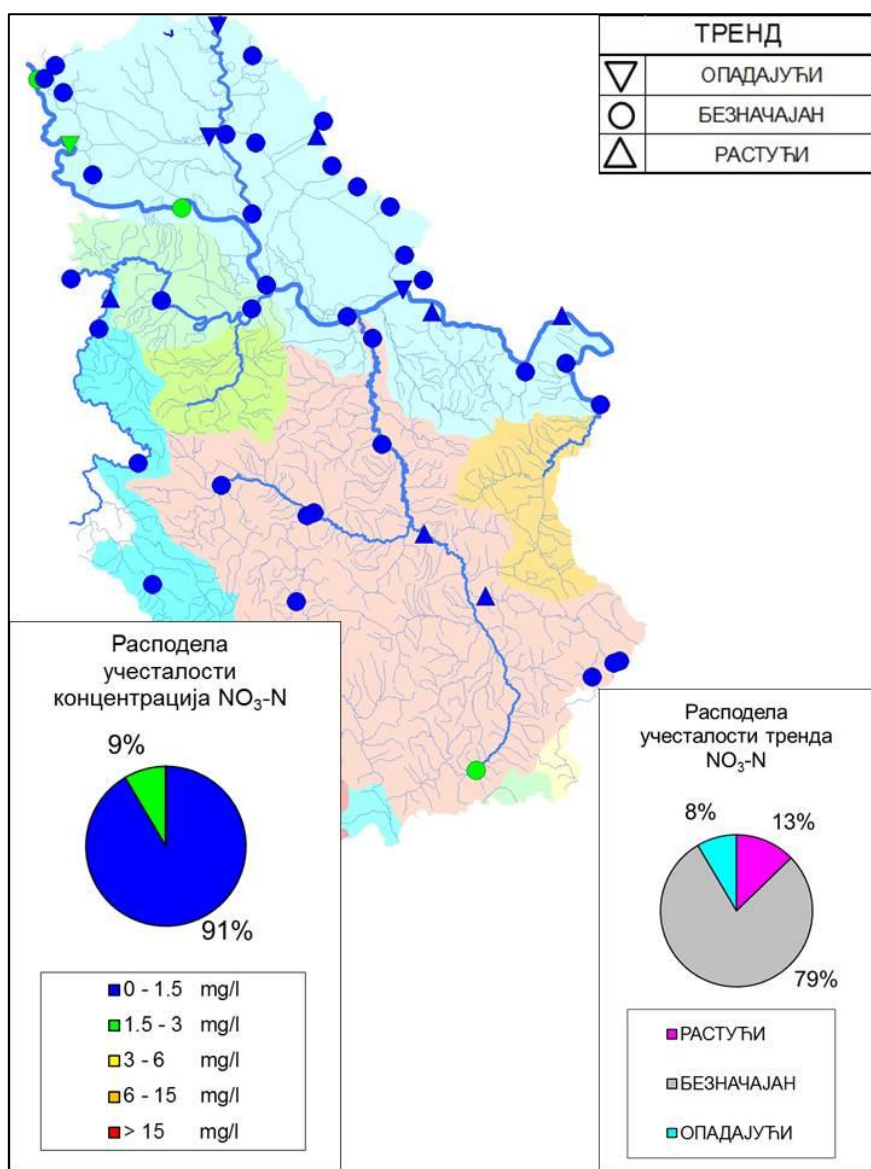 ТРЕНД
ОПАДАЈУЋИ
БЕЗНАЧАЈАН
РАСТУЋИ
Расподела
учесталости
концентрација NO₃-N
9%
91%
0 - 1.5 mg/l
1.5 - 3 mg/l
3 - 6 mg/l
6 - 15 mg/l
> 15 mg/l
Расподела
учесталости тренда
NO₃-N
8%
13%
79%
РАСТУЋИ
БЕЗНАЧАЈАН
ОПАДАЈУЋИ